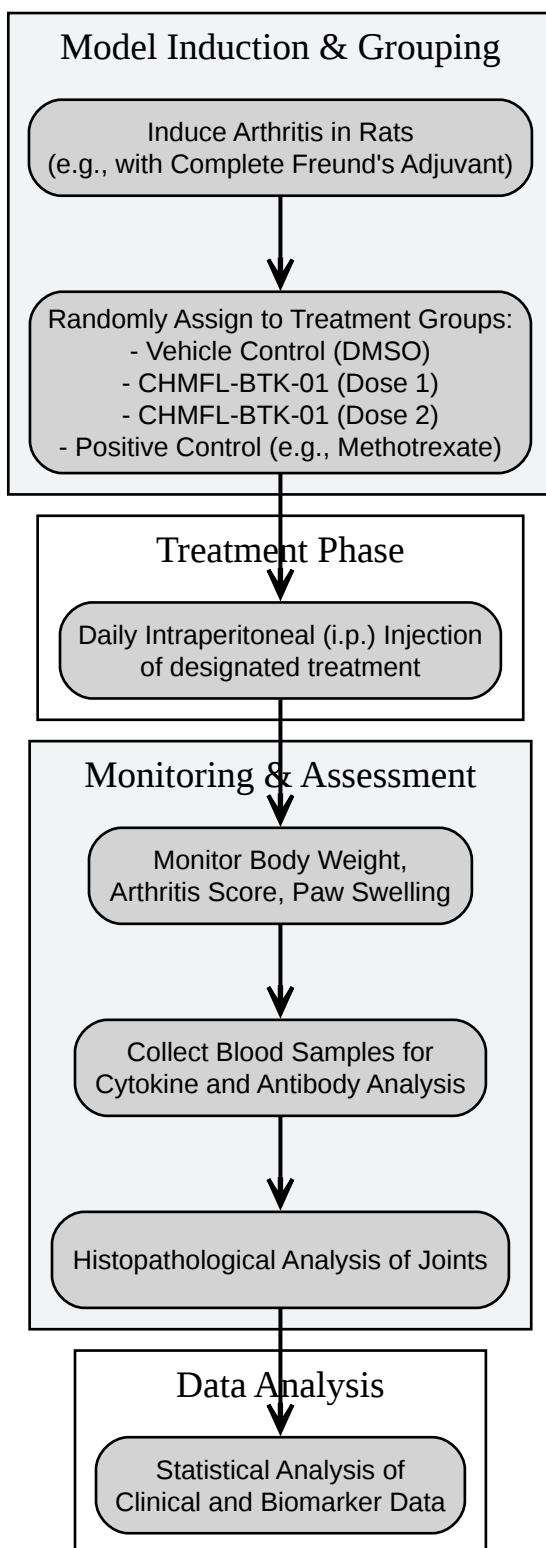 Model Induction & Grouping
Induce Arthritis in Rats
(e.g., with Complete Freund's Adjuvant)
Randomly Assign to Treatment Groups:
- Vehicle Control (DMSO)
- CHMFL-BTK-01 (Dose 1)
- CHMFL-BTK-01 (Dose 2)
- Positive Control (e.g., Methotrexate)
Treatment Phase
Daily Intraperitoneal (i.p.) Injection
of designated treatment
Monitoring & Assessment
Monitor Body Weight,
Arthritis Score, Paw Swelling
Collect Blood Samples for
Cytokine and Antibody Analysis
Histopathological Analysis of Joints
Data Analysis
Statistical Analysis of
Clinical and Biomarker Data